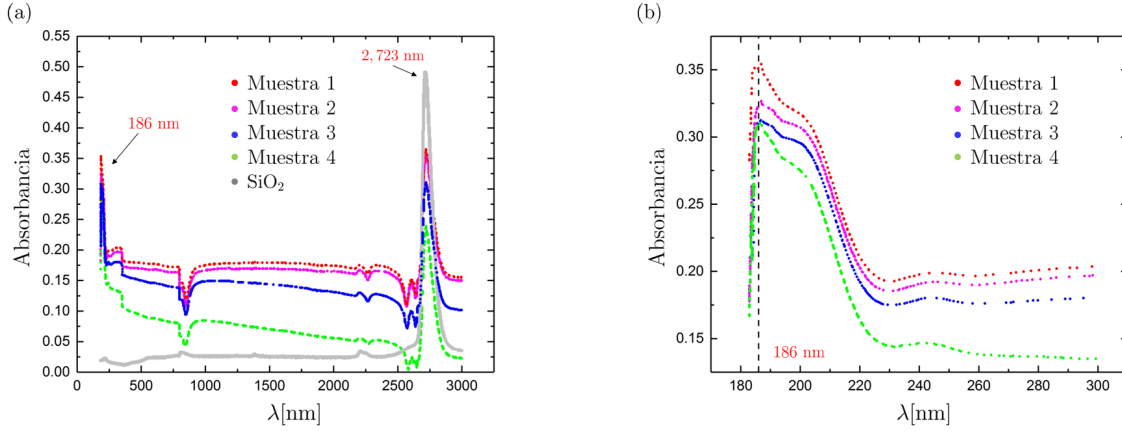 (a)
0.55
0.50
0.45
0.40
0.35
0.30
0.25
0.20
0.15
0.10
0.05
0.00
Absorbancia
0
500
1000
1500
2000
2500
3000
λ[nm]
186 nm
2,723 nm
Muestra 1
Muestra 2
Muestra 3
Muestra 4
SiO₂
(b)
0.35
0.30
0.25
0.20
0.15
Absorbancia
180
200
220
240
260
280
300
λ[nm]
186 nm
Muestra 1
Muestra 2
Muestra 3
Muestra 4